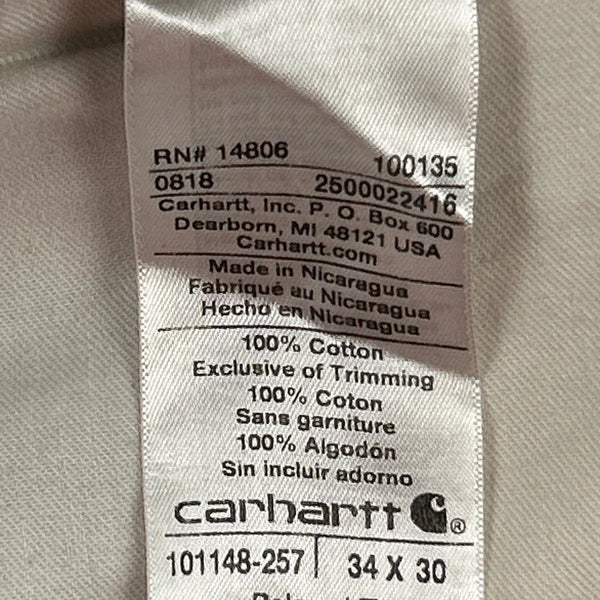 RN# 14806 100135
0818 2500022416
Carhartt, Inc. P. O. Box 600
Dearborn, MI 48121 USA
Carhartt.com
Made in Nicaragua
Fabriqué au Nicaragua
Hecho en Nicaragua
100% Cotton
Exclusive of Trimming
100% Coton
Sans garniture
100% Algodón
Sin incluir adorno
carhartt ®
101148-257 | 34 X 30